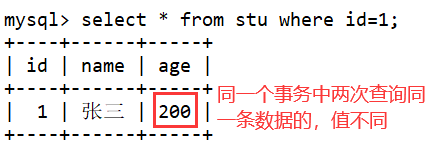 mysql> select * from stu where id=1;
+----+------+-----+
| id | name | age |
+----+------+-----+
| 1 | 张三 | 200 |
+----+------+-----+
同一个事务中两次查询同
一条数据的，值不同